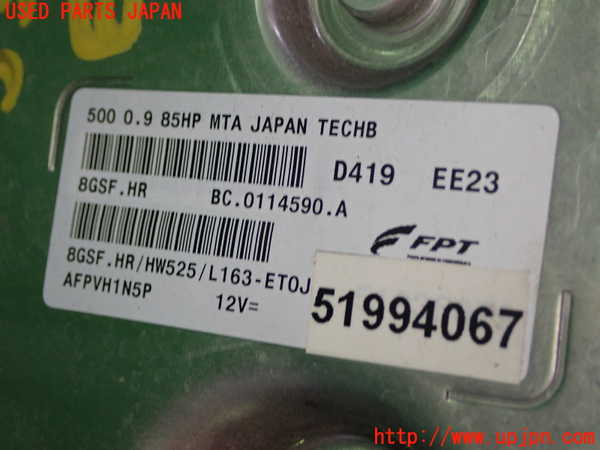 USED PARTS JAPAN
500 0.9 85HP MTA JAPAN TECHB
D419 EE23
8GSF.HR BC.0114590.A
FPT
8GSF.HR/HW525/L163-ET0J
AFPVH1N5P 12V=
51994067
http://www.upjpn.com/